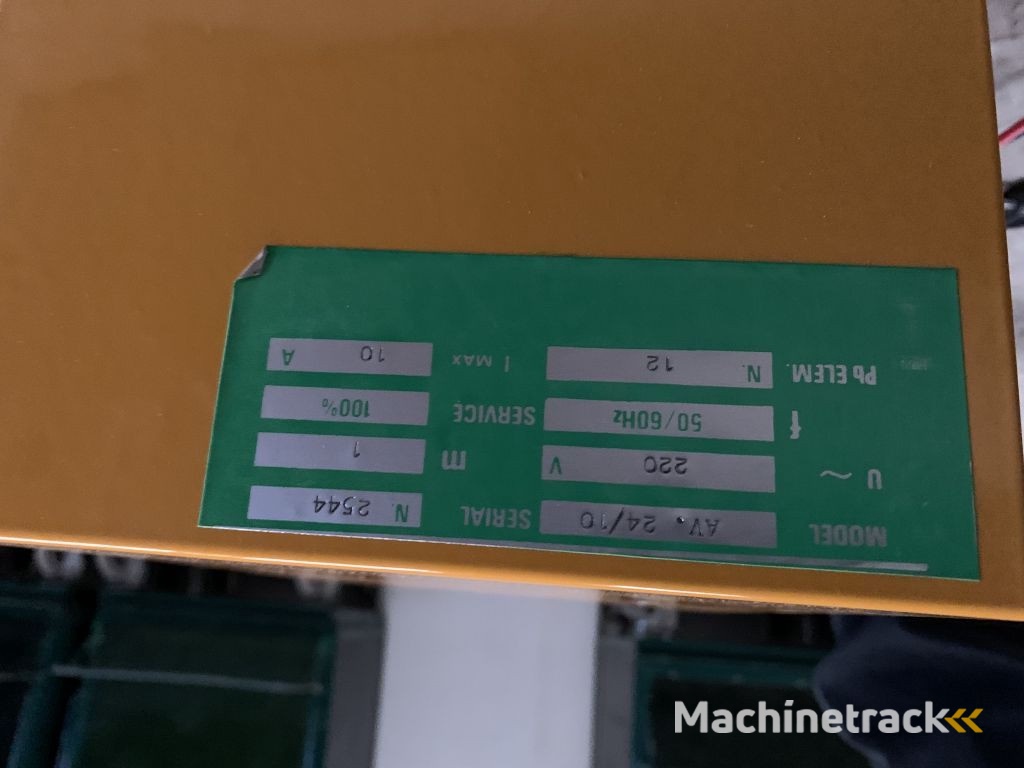 MODEL AV. 24/10 SERIAL N. 2544
U ~ 220 V m 1
f 50/60Hz SERVICE 100%
Pb ELEM. N. 12 I MAX 10 A
Machinetrack